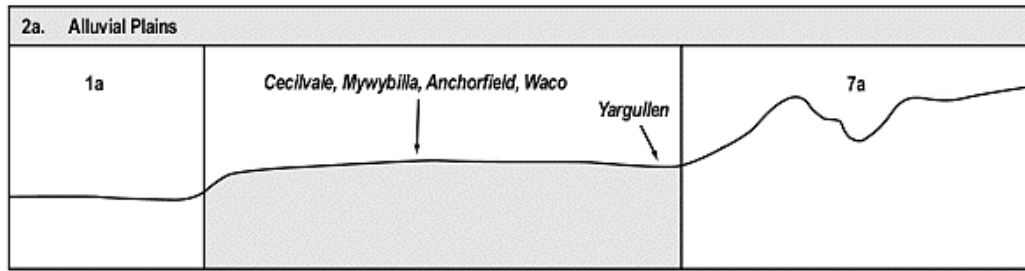 2a. Alluvial Plains
1a
Cecilvale, Mywybilla, Anchorfield, Waco
Yargullen
7a